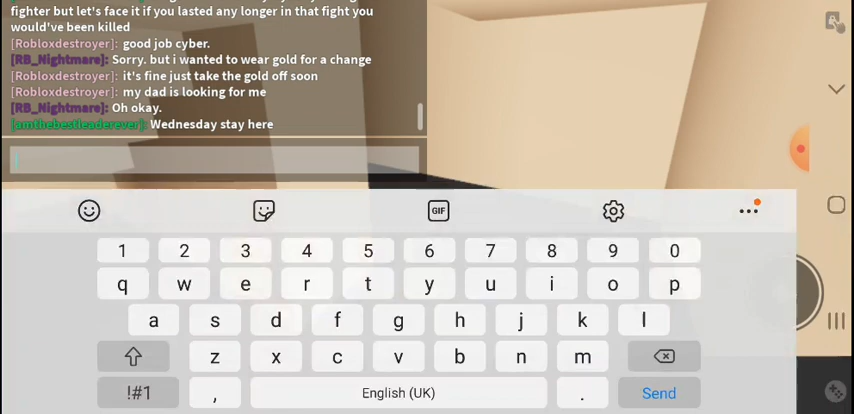 fighter but let's face it if you lasted any longer in that fight you
would've been killed
[Robloxdestroyer]: good job cyber.
[RB_Nightmare]: Sorry. but i wanted to wear gold for a change
[Robloxdestroyer]: it's fine just take the gold off soon
[Robloxdestroyer]: my dad is looking for me
[RB_Nightmare]: Oh okay.
[iamthebestleaderever]: Wednesday stay here
GIF
1 2 3 4 5 6 7 8 9 0
q w e r t y u i o p
a s d f g h j k l
z x c v b n m
!#1 , English (UK) . Send